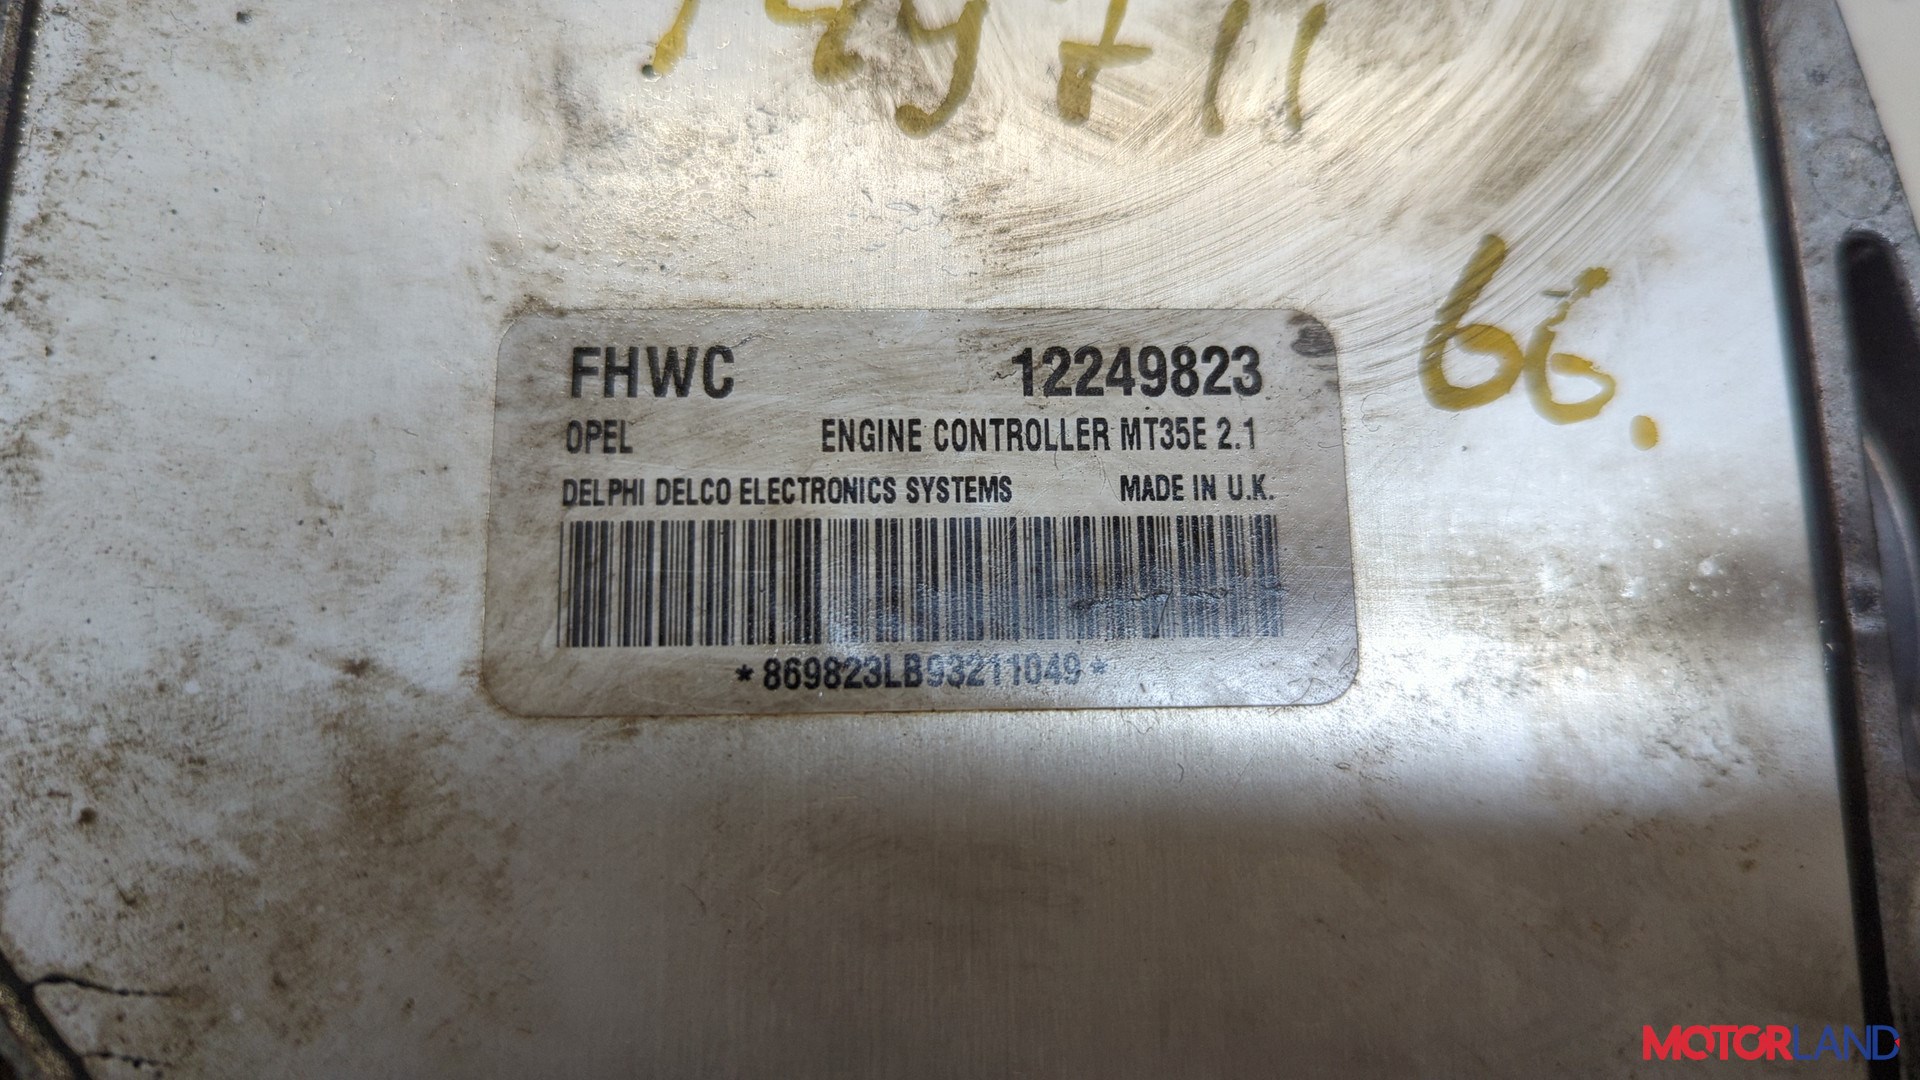 FHWC 12249823
66.
OPEL ENGINE CONTROLLER MT35E 2.1
DELPHI DELCO ELECTRONICS SYSTEMS MADE IN U.K.
*869823LB93211049*
MOTORLAND